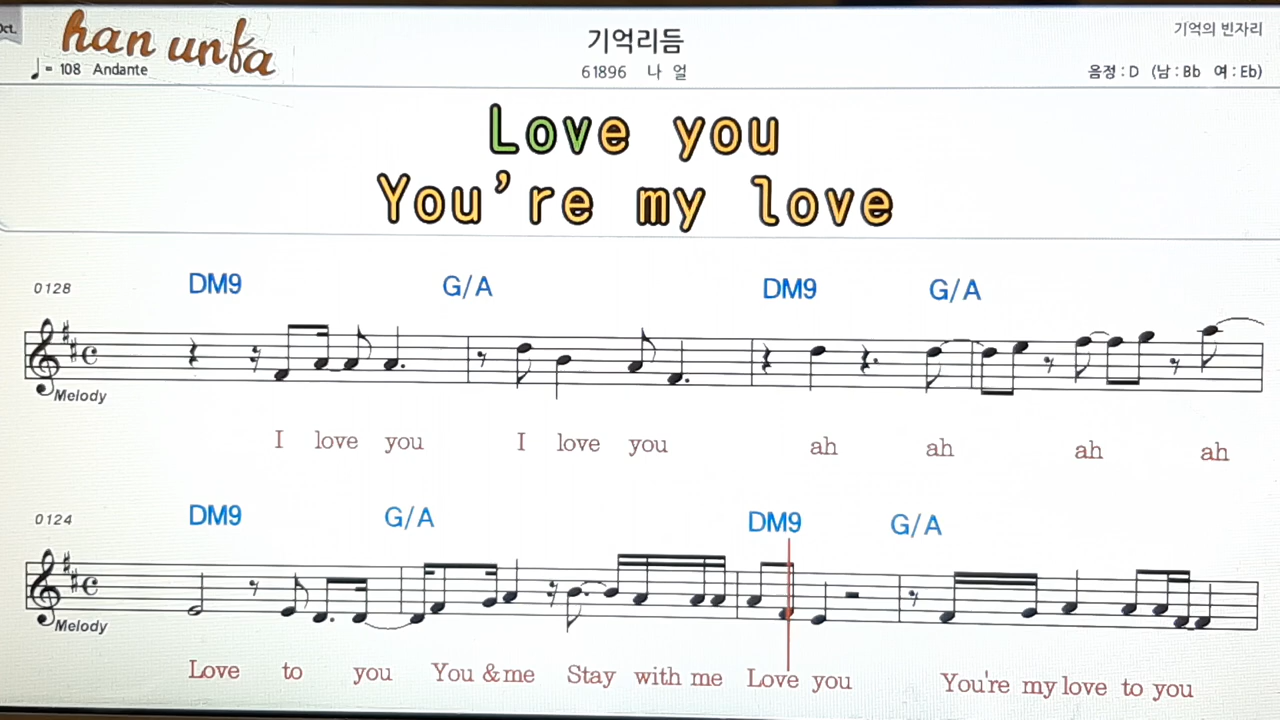 Oct.
han unfa
= 108 Andante
기억리듬
61896 나 얼
기억의 빈자리
음정 : D (남 : Bb 여 : Eb)
Love you
You're my love
0128
DM9 G/A DM9 G/A
Melody
I love you I love you ah ah ah ah
0124
DM9 G/A DM9 G/A
Melody
Love to you You & me Stay with me Love you You're my love to you